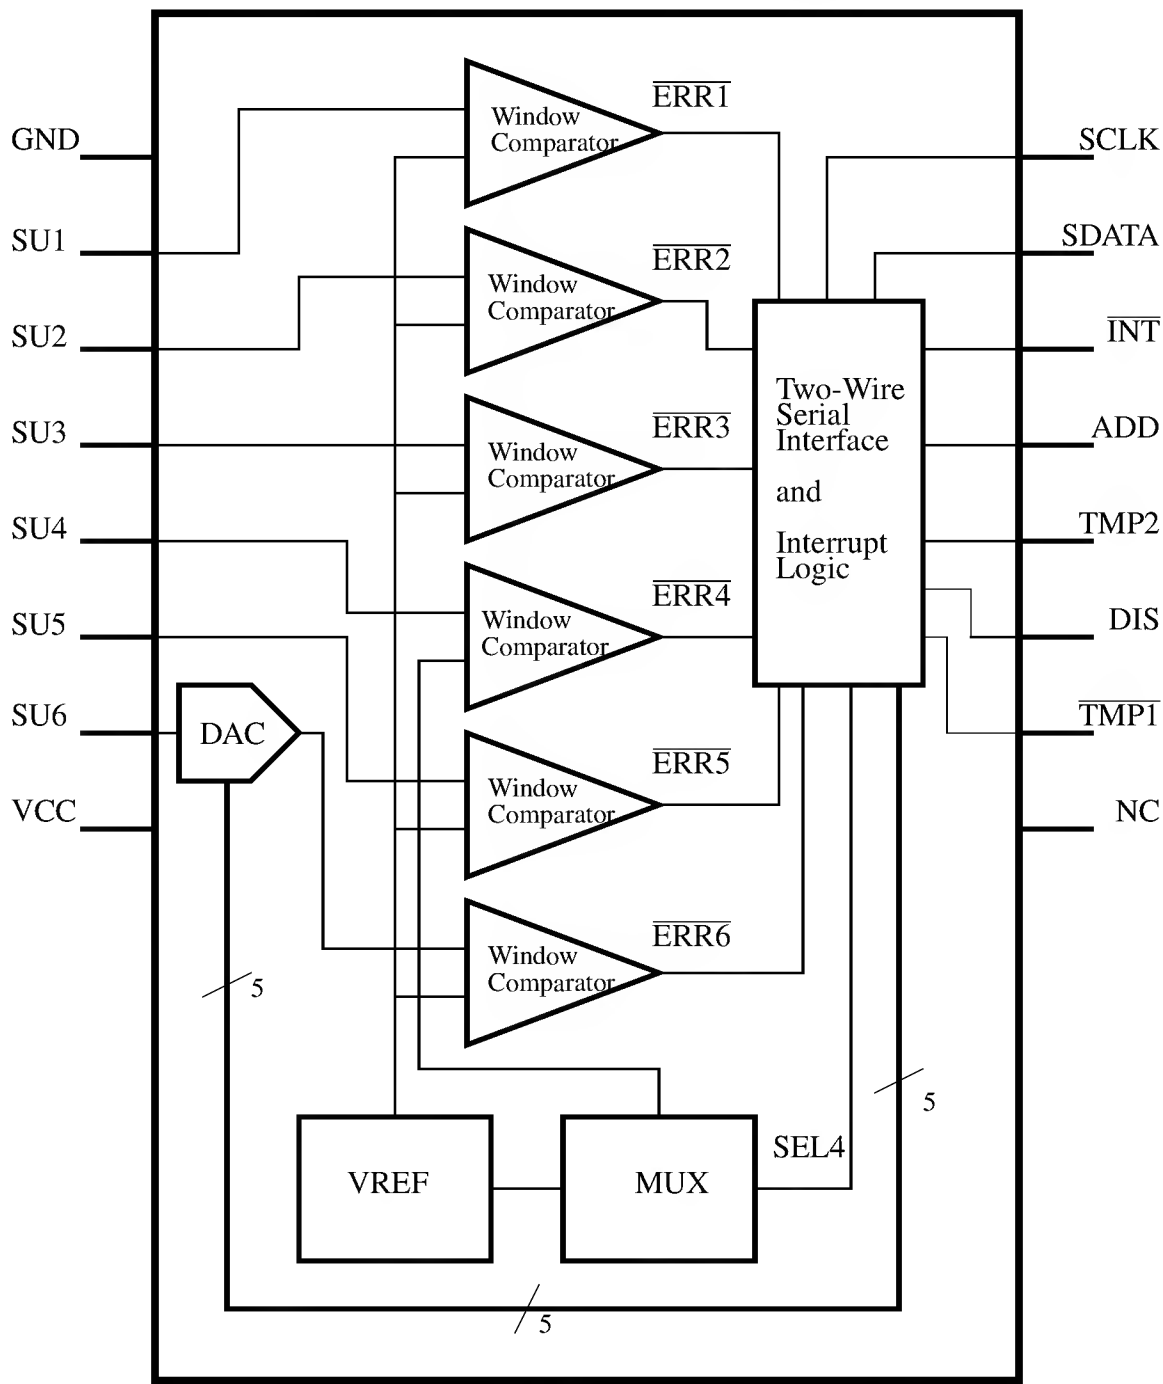 GND
SU1
SU2
SU3
SU4
SU5
SU6
VCC
DAC
5
Window
Comparator
ERR1
Window
Comparator
ERR2
Window
Comparator
ERR3
Window
Comparator
ERR4
Window
Comparator
ERR5
Window
Comparator
ERR6
Two-Wire
Serial
Interface
and
Interrupt
Logic
SCLK
SDATA
INT
ADD
TMP2
DIS
TMP1
NC
5
VREF
MUX
SEL4
5